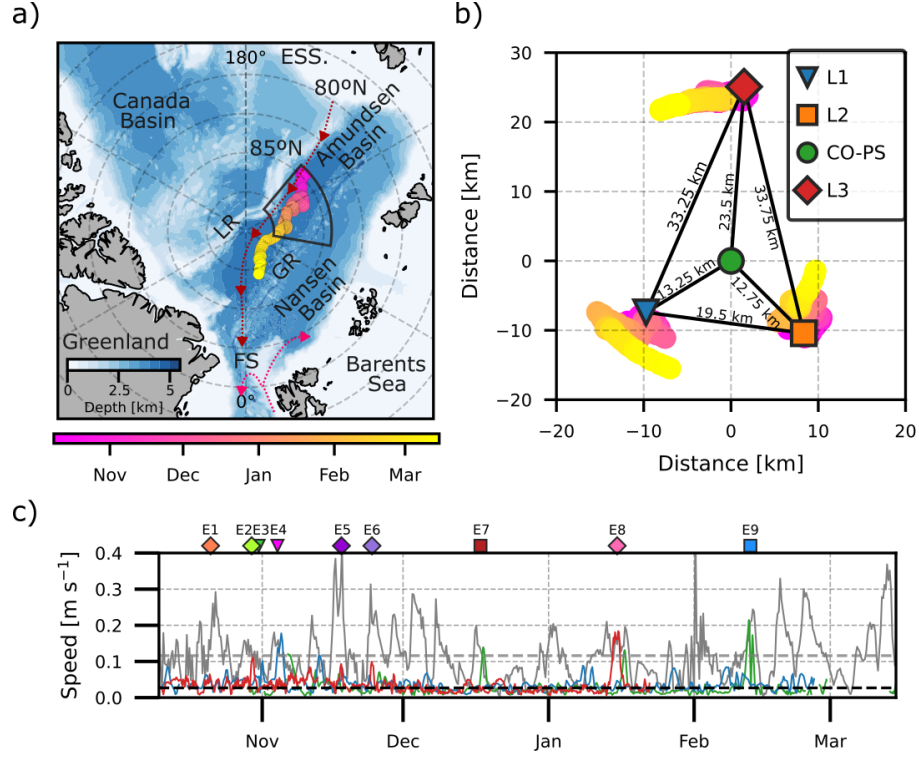 a)
180°
ESS.
80ºN
Canada
Basin
Amundsen
Basin
85ºN
LR
GR
Nansen
Basin
Greenland
FS
Barents
Sea
0
5
Depth [km]
0°
Nov
Dec
Jan
Feb
Mar
b)
30
20
10
0
−10
−20
Distance [km]
−20
−10
0
10
20
Distance [km]
L1
L2
CO-PS
L3
33.25 km
23.5 km
33.75 km
13.25 km
12.75 km
19.5 km
c)
E1
E2
E3
E4
E5
E6
E7
E8
E9
0.4
0.3
0.2
0.1
0.0
Speed [m s⁻¹]
Nov
Dec
Jan
Feb
Mar